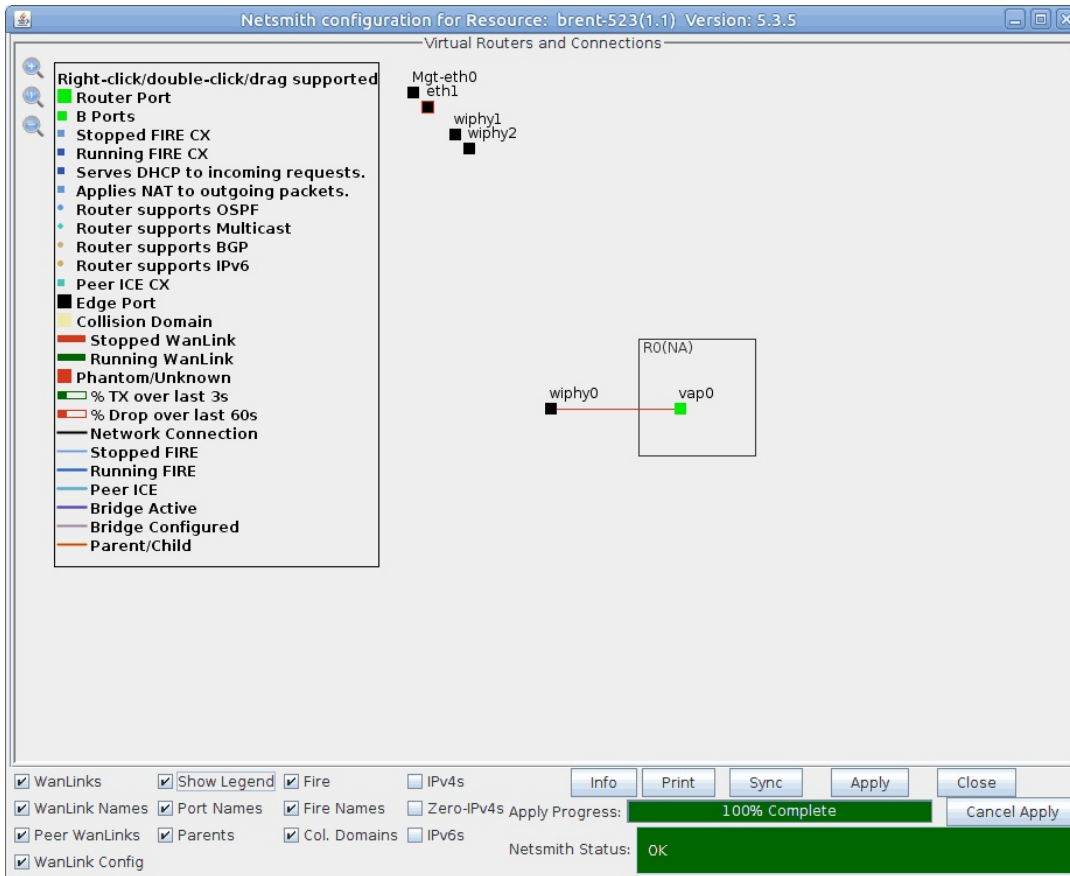 Netsmith configuration for Resource: brent-523(1.1) Version: 5.3.5
Virtual Routers and Connections
Right-click/double-click/drag supported
Router Port
B Ports
Stopped FIRE CX
Running FIRE CX
Serves DHCP to incoming requests.
Applies NAT to outgoing packets.
Router supports OSPF
Router supports Multicast
Router supports BGP
Router supports IPv6
Peer ICE CX
Edge Port
Collision Domain
Stopped WanLink
Running WanLink
Phantom/Unknown
% TX over last 3s
% Drop over last 60s
Network Connection
Stopped FIRE
Running FIRE
Peer ICE
Bridge Active
Bridge Configured
Parent/Child
Mgt-eth0
eth1
wiphy1
wiphy2
R0(NA)
wiphy0 vap0
WanLinks Show Legend Fire IPv4s Info Print Sync Apply Close
WanLink Names Port Names Fire Names Zero-IPv4s Apply Progress: 100% Complete Cancel Apply
Peer WanLinks Parents Col. Domains IPv6s
Netsmith Status: OK
WanLink Config